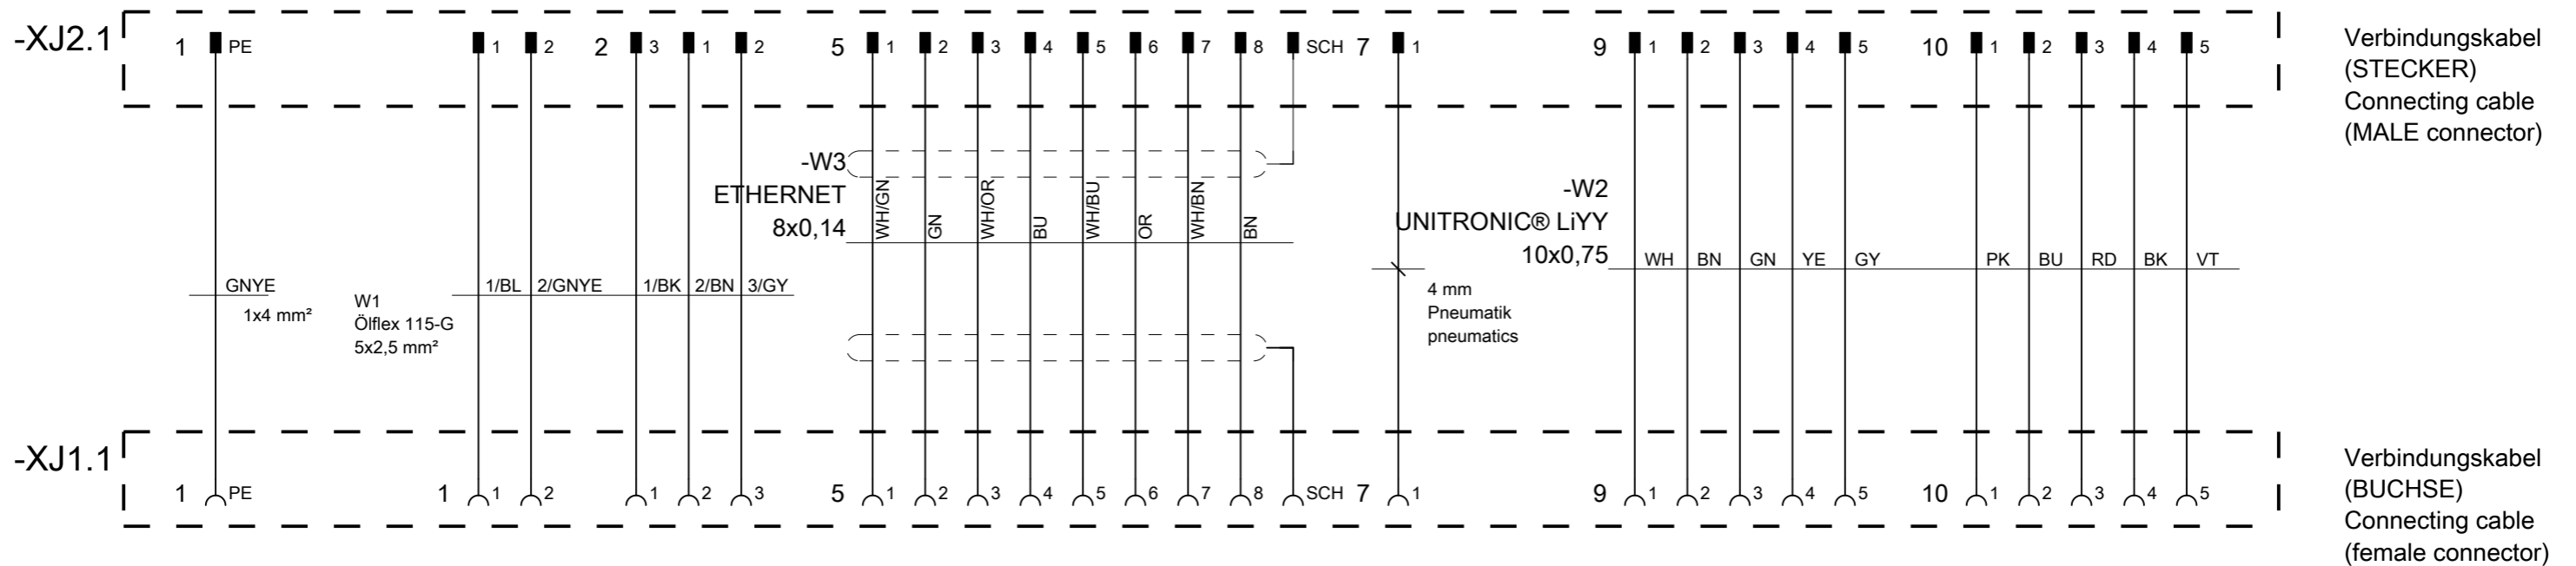 -XJ2.1
1 PE 1 2 2 3 1 2 5 1 2 3 4 5 6 7 8 SCH 7 1 9 1 2 3 4 5 10 1 2 3 4 5
Verbindungskabel
(STECKER)
Connecting cable
(MALE connector)
-W3
ETHERNET
8x0,14
WH/GN GN WH/OR BU WH/BU OR WH/BN BN
-W2
UNITRONIC® LiYY
10x0,75
WH BN GN YE GY PK BU RD BK VT
GNYE
1x4 mm²
W1
Ölflex 115-G
5x2,5 mm²
1/BL 2/GNYE 1/BK 2/BN 3/GY
4 mm
Pneumatik
pneumatics
-XJ1.1
1 PE 1 1 2 1 2 3 5 1 2 3 4 5 6 7 8 SCH 7 1 9 1 2 3 4 5 10 1 2 3 4 5
Verbindungskabel
(BUCHSE)
Connecting cable
(female connector)